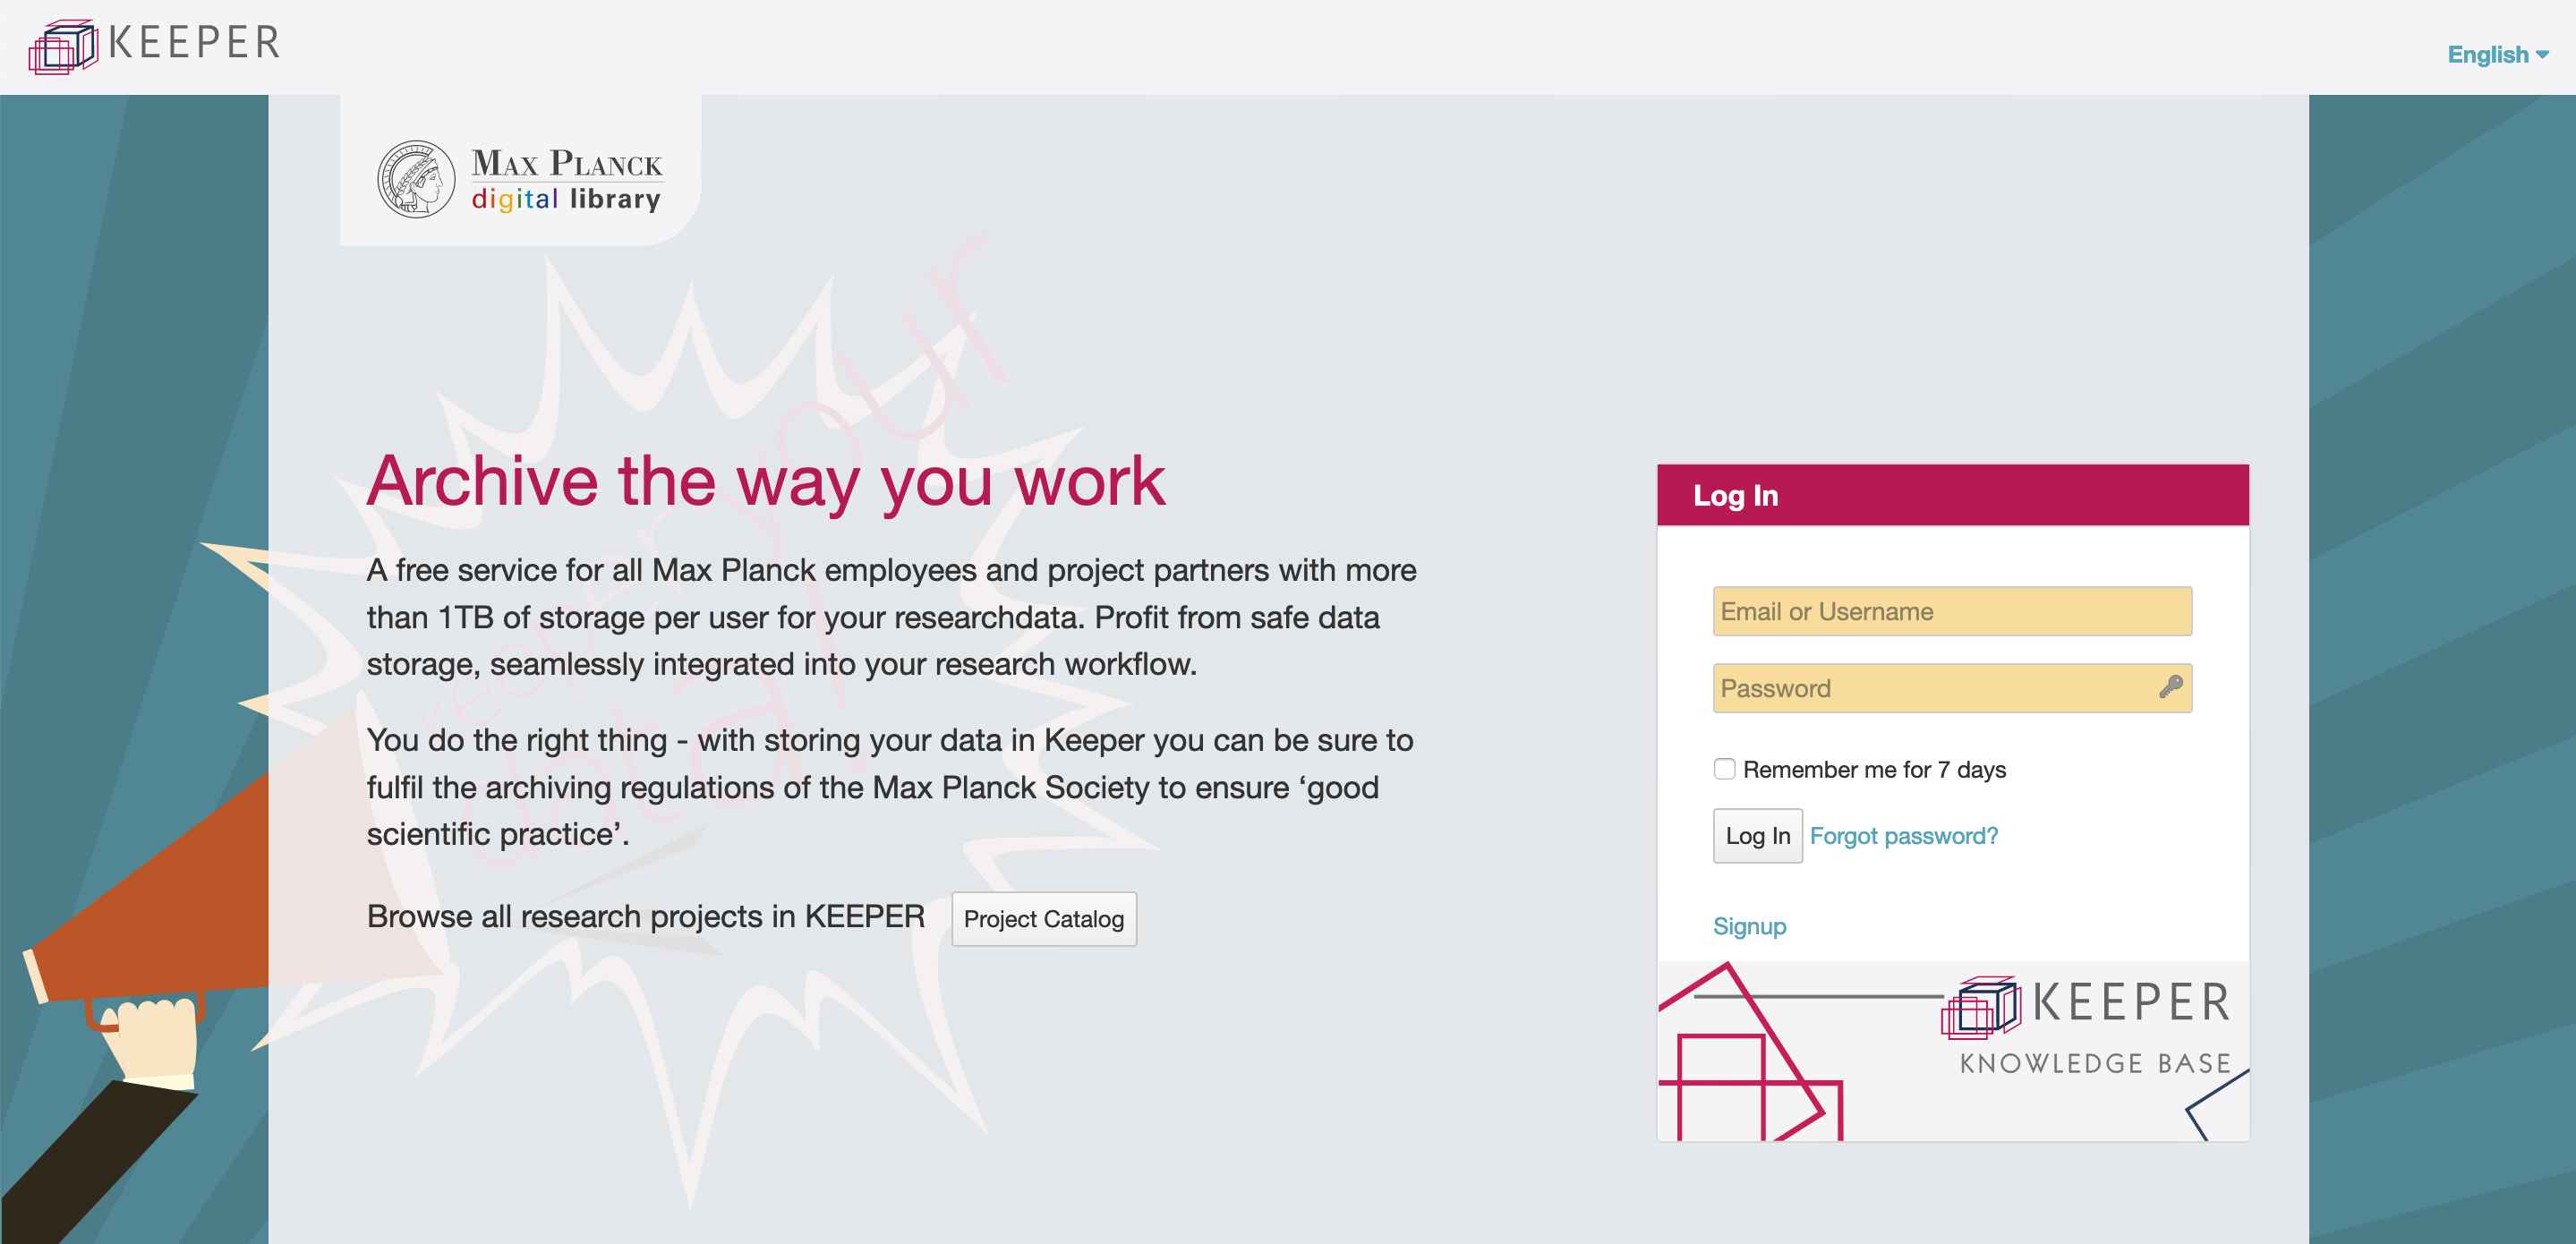 KEEPER
English
MAX PLANCK
digital library
keep your
data!
Archive the way you work
A free service for all Max Planck employees and project partners with more
than 1TB of storage per user for your researchdata. Profit from safe data
storage, seamlessly integrated into your research workflow.
You do the right thing - with storing your data in Keeper you can be sure to
fulfil the archiving regulations of the Max Planck Society to ensure ‘good
scientific practice’.
Browse all research projects in KEEPER Project Catalog
Log In
Email or Username
Password
Remember me for 7 days
Log In Forgot password?
Signup
KEEPER
KNOWLEDGE BASE